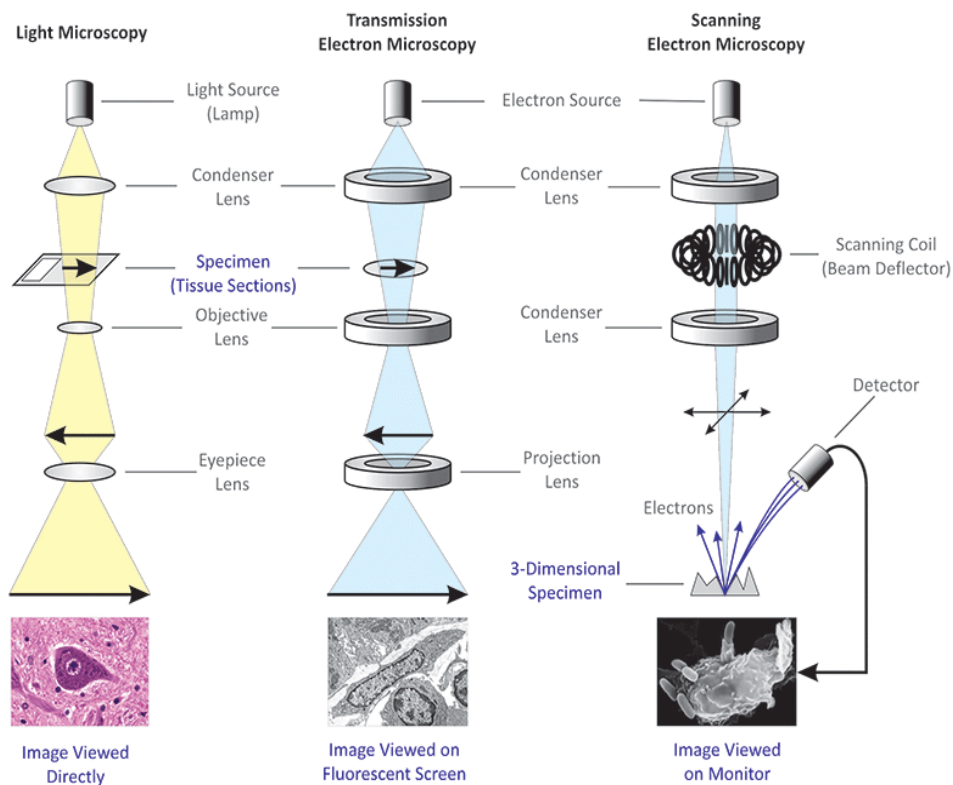 Light Microscopy
Transmission
Electron Microscopy
Scanning
Electron Microscopy
Light Source
(Lamp)
Electron Source
Condenser
Lens
Condenser
Lens
Scanning Coil
(Beam Deflector)
Specimen
(Tissue Sections)
Objective
Lens
Condenser
Lens
Detector
Eyepiece
Lens
Projection
Lens
Electrons
3-Dimensional
Specimen
Image Viewed
Directly
Image Viewed on
Fluorescent Screen
Image Viewed
on Monitor